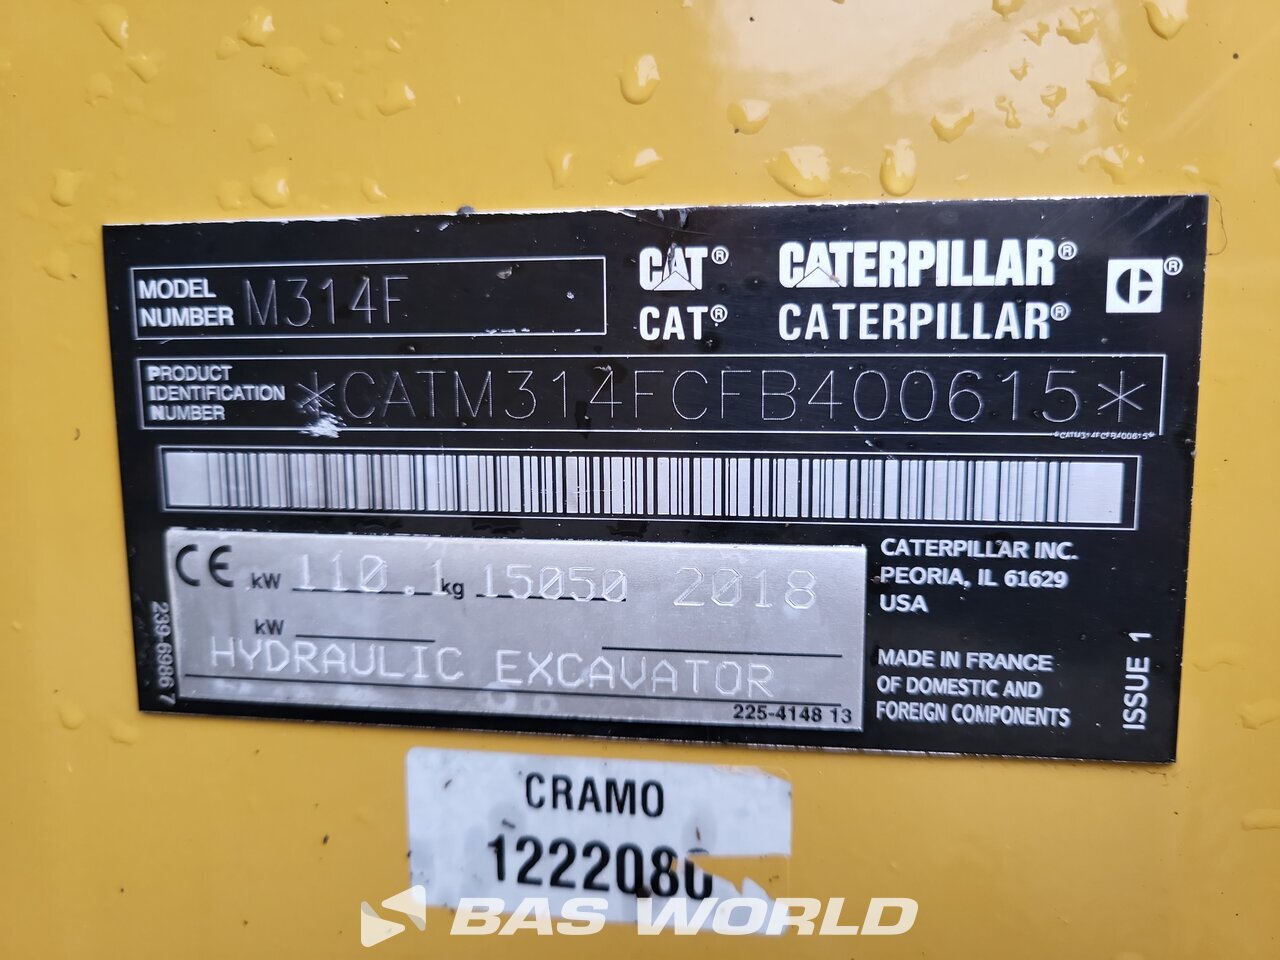 MODEL NUMBER M314F
CAT® CATERPILLAR®
CAT® CATERPILLAR®
C®
PRODUCT IDENTIFICATION NUMBER *CATM314FCFB400615*
*CATM314FCFB400615*
CE kW 110.1 kg 15050 2018
kW
HYDRAULIC EXCAVATOR
225-4148 13
239-6986 7
CATERPILLAR INC.
PEORIA, IL 61629
USA
MADE IN FRANCE
OF DOMESTIC AND
FOREIGN COMPONENTS
ISSUE 1
CRAMO
1222080
BAS WORLD